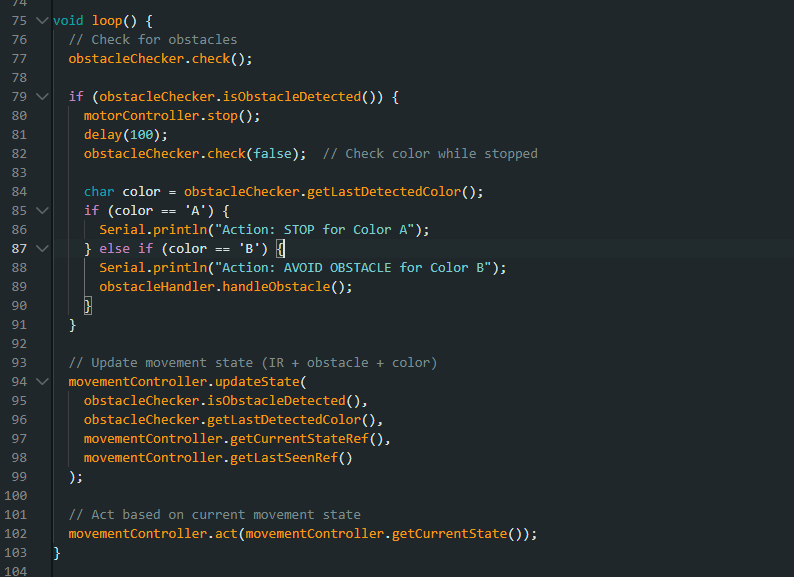 74
75 void loop() {
76 // Check for obstacles
77 obstacleChecker.check();
78
79 if (obstacleChecker.isObstacleDetected()) {
80 motorController.stop();
81 delay(100);
82 obstacleChecker.check(false);  // Check color while stopped
83
84 char color = obstacleChecker.getLastDetectedColor();
85 if (color == 'A') {
86 Serial.println("Action: STOP for Color A");
87 } else if (color == 'B') {
88 Serial.println("Action: AVOID OBSTACLE for Color B");
89 obstacleHandler.handleObstacle();
90 }
91 }
92
93 // Update movement state (IR + obstacle + color)
94 movementController.updateState(
95 obstacleChecker.isObstacleDetected(),
96 obstacleChecker.getLastDetectedColor(),
97 movementController.getCurrentStateRef(),
98 movementController.getLastSeenRef()
99 );
100
101 // Act based on current movement state
102 movementController.act(movementController.getCurrentState());
103 }
104